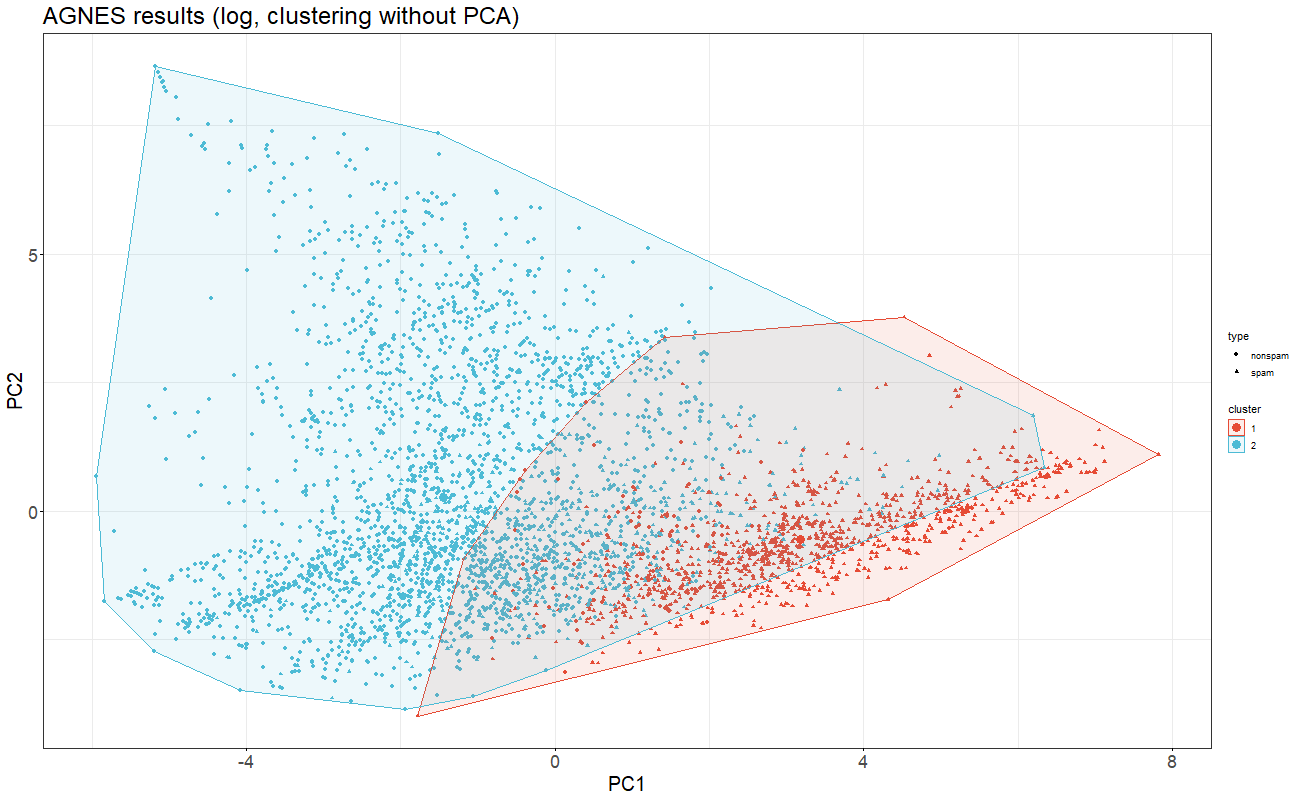 AGNES results (log, clustering without PCA)
PC2
5
0
-4
0
4
8
PC1
type
nonspam
spam
cluster
1
2